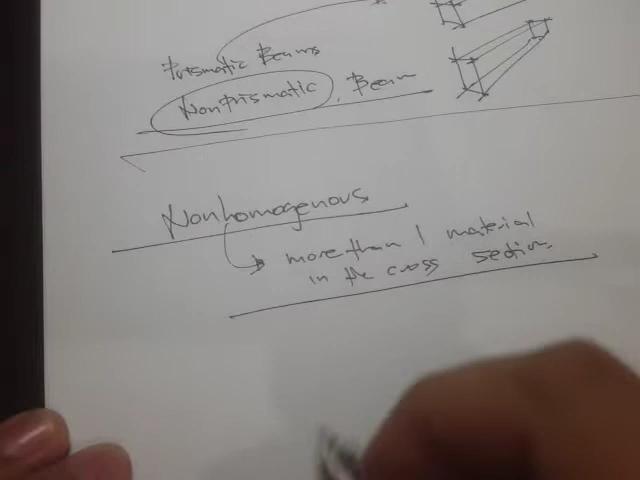 Prismatic Beams
Nonprismatic, Beam
Nonhomogenous
more than 1 material
in the cross section.